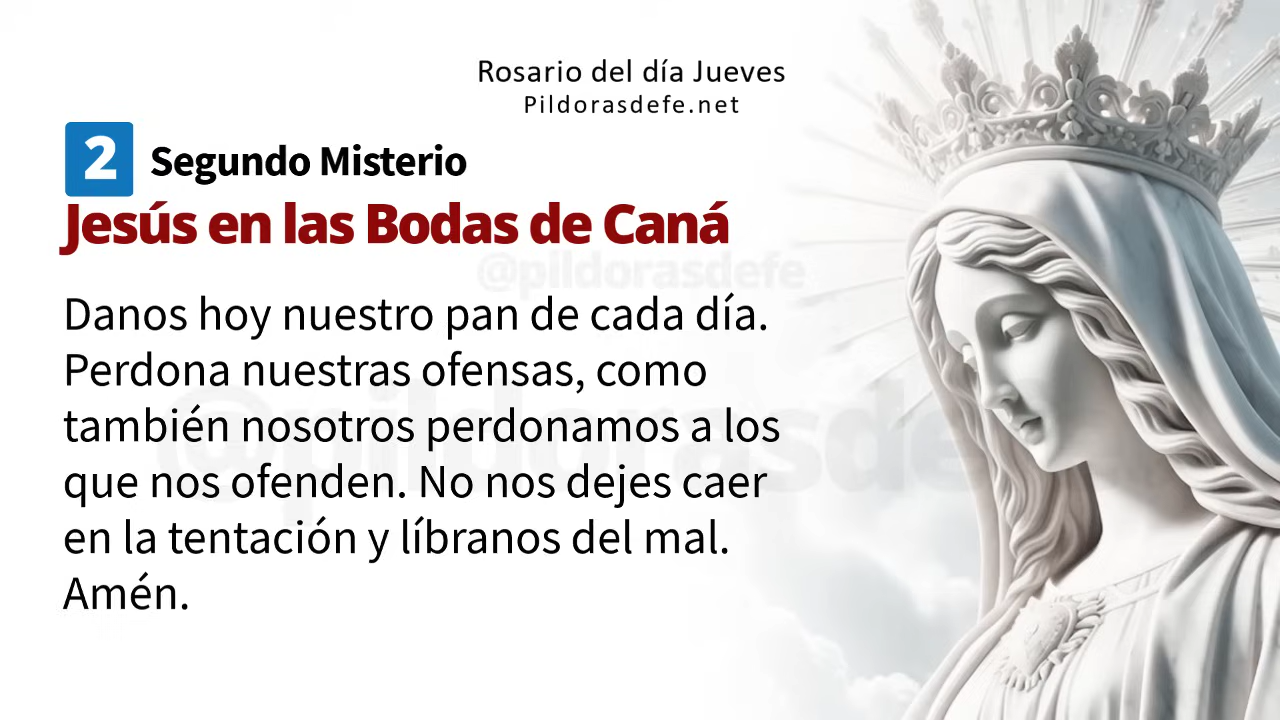 Rosario del día Jueves
Pildorasdefe.net
2 Segundo Misterio
Jesús en las Bodas de Caná
@pildorasdefe
Danos hoy nuestro pan de cada día.
Perdona nuestras ofensas, como
también nosotros perdonamos a los
que nos ofenden. No nos dejes caer
en la tentación y líbranos del mal.
Amén.
@pildorasdefe